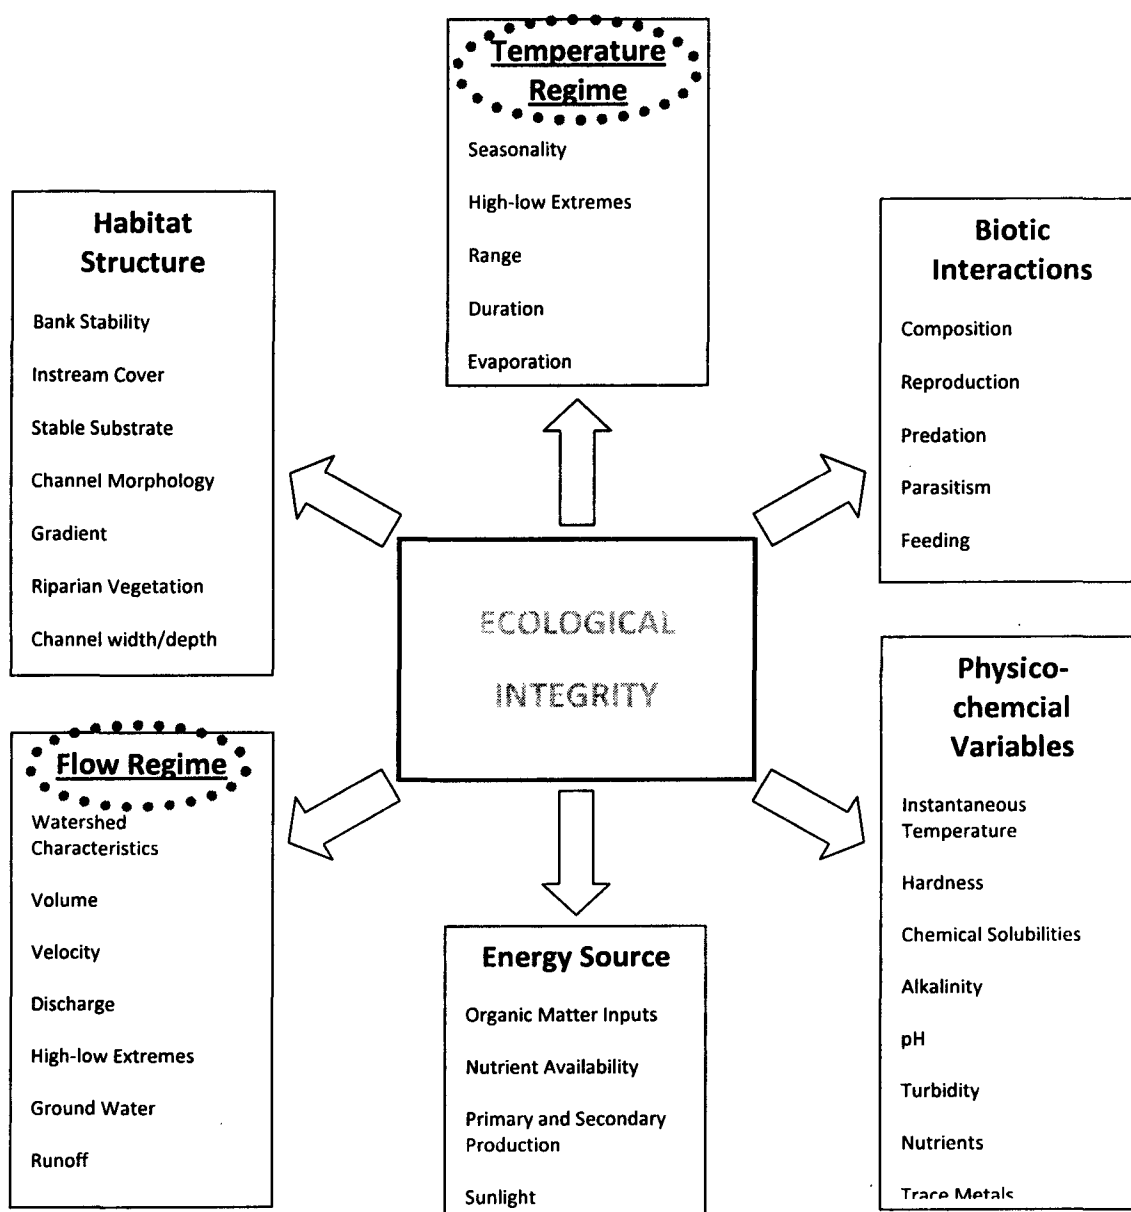 Temperature
Regime
Seasonality
High-low Extremes
Range
Duration
Evaporation
Habitat
Structure
Bank Stability
Instream Cover
Stable Substrate
Channel Morphology
Gradient
Riparian Vegetation
Channel width/depth
Biotic
Interactions
Composition
Reproduction
Predation
Parasitism
Feeding
ECOLOGICAL
INTEGRITY
Flow Regime
Watershed
Characteristics
Volume
Velocity
Discharge
High-low Extremes
Ground Water
Runoff
Energy Source
Organic Matter Inputs
Nutrient Availability
Primary and Secondary
Production
Sunlight
Physico-
chemcial
Variables
Instantaneous
Temperature
Hardness
Chemical Solubilities
Alkalinity
pH
Turbidity
Nutrients
Trace Metals